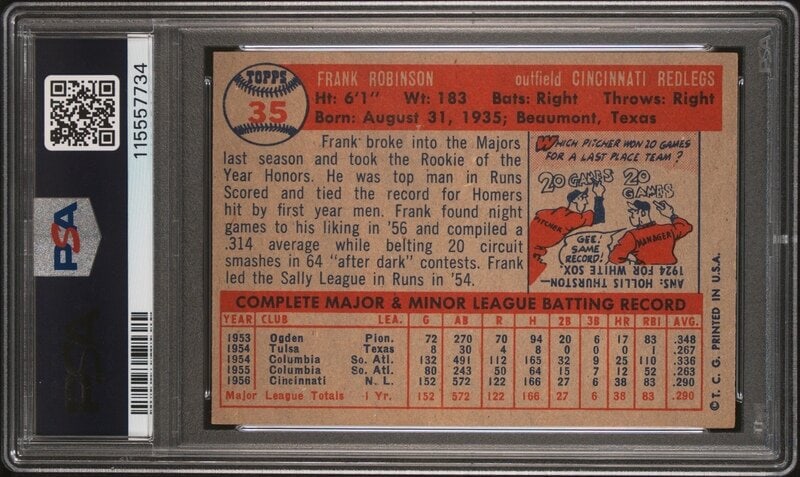 115557734
PSA
PSA
TOPPS
35
FRANK ROBINSON outfield CINCINNATI REDLEGS
Ht: 6'1" Wt: 183 Bats: Right Throws: Right
Born: August 31, 1935; Beaumont, Texas
Frank broke into the Majors
last season and took the Rookie of the
Year Honors. He was top man in Runs
Scored and tied the record for Homers
hit by first year men. Frank found night
games to his liking in '56 and compiled a
.314 average while belting 20 circuit
smashes in 64 "after dark" contests. Frank
led the Sally League in Runs in '54.
WHICH PITCHER WON 20 GAMES
FOR A LAST PLACE TEAM?
20 GAMES 20 GAMES
PITCHER
GEE!
SAME
RECORD!
MANAGER
ANS: HOLLIS THURSTON—
1924 FOR WHITE SOX
COMPLETE MAJOR & MINOR LEAGUE BATTING RECORD
YEAR CLUB LEA. G AB R H 2B 3B HR RBI AVG.
1953 Ogden Pion. 72 270 70 94 20 6 17 83 .348
1954 Tulsa Texas 8 30 4 8 0 0 0 1 .267
1954 Columbia So. Atl. 132 491 112 165 32 9 25 110 .336
1955 Columbia So. Atl. 80 243 50 64 15 7 12 52 .263
1956 Cincinnati N. L. 152 572 122 166 27 6 38 83 .290
Major League Totals 1 Yr. 152 572 122 166 27 6 38 83 .290
© T. C. G. PRINTED IN U.S.A.